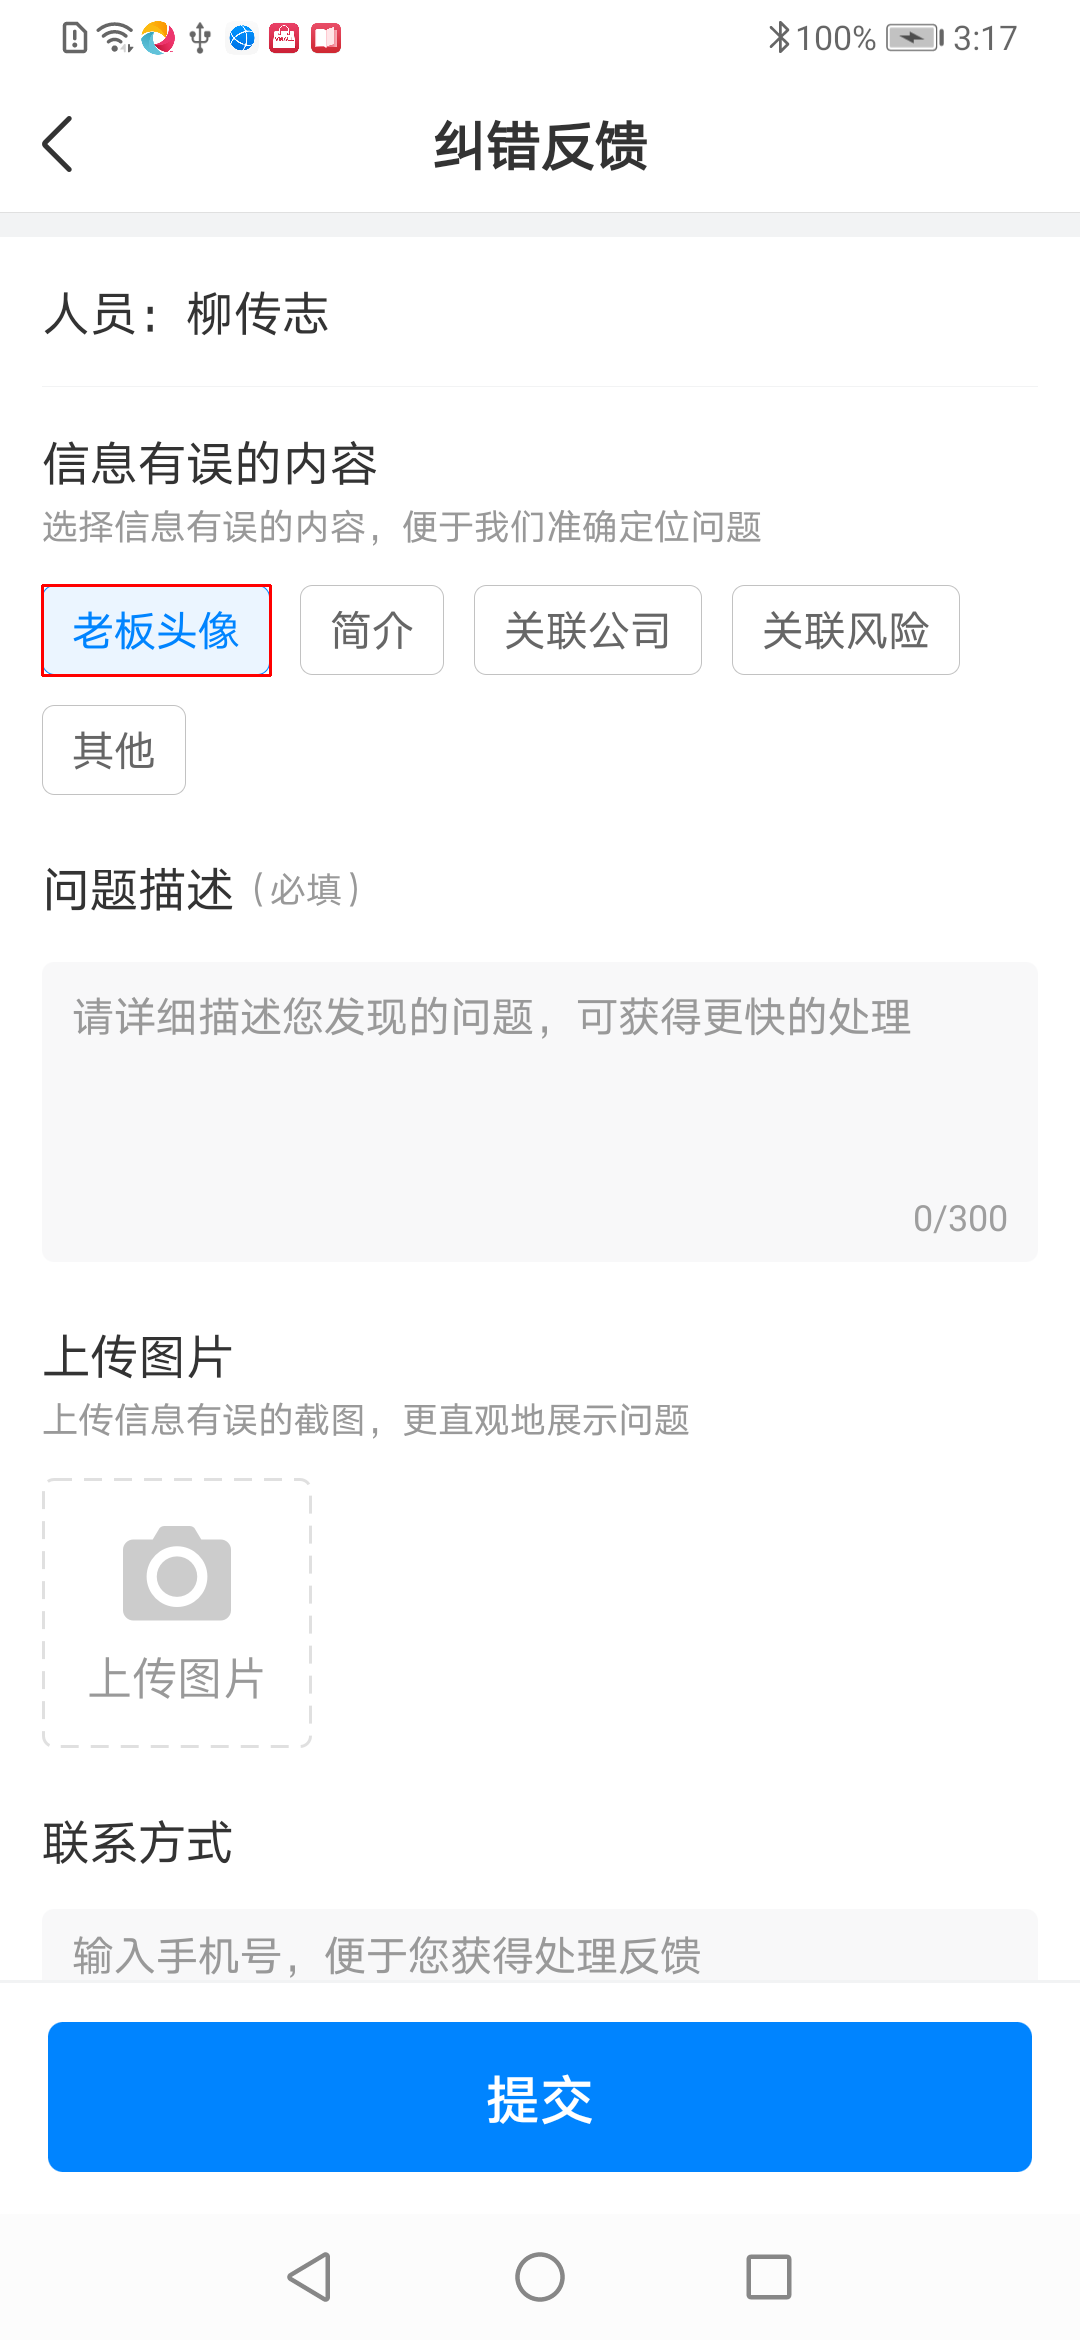 100% 3:17
纠错反馈
人员：柳传志
信息有误的内容
选择信息有误的内容，便于我们准确定位问题
老板头像 简介 关联公司 关联风险
其他
问题描述（必填）
请详细描述您发现的问题，可获得更快的处理
0/300
上传图片
上传信息有误的截图，更直观地展示问题
上传图片
联系方式
输入手机号，便于您获得处理反馈
提交